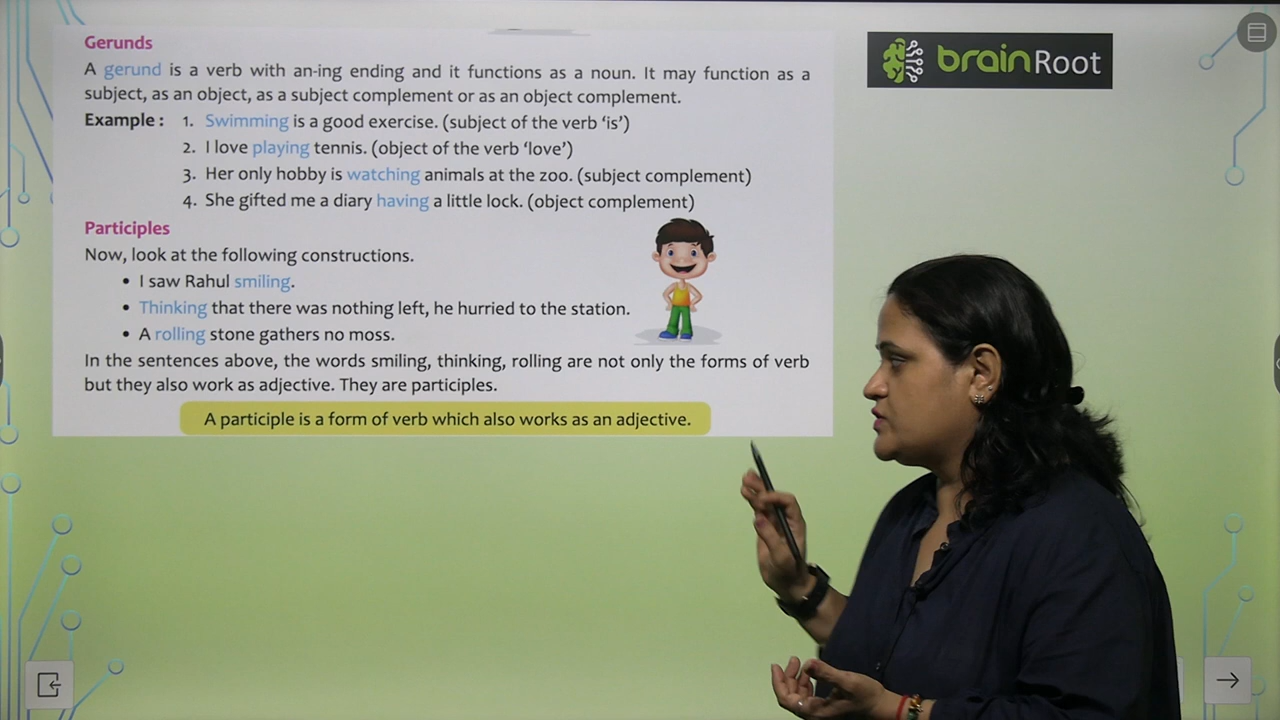 Gerunds
A gerund is a verb with an-ing ending and it functions as a noun. It may function as a
subject, as an object, as a subject complement or as an object complement.
Example : 1. Swimming is a good exercise. (subject of the verb ‘is’)
2. I love playing tennis. (object of the verb ‘love’)
3. Her only hobby is watching animals at the zoo. (subject complement)
4. She gifted me a diary having a little lock. (object complement)
Participles
Now, look at the following constructions.
• I saw Rahul smiling.
• Thinking that there was nothing left, he hurried to the station.
• A rolling stone gathers no moss.
In the sentences above, the words smiling, thinking, rolling are not only the forms of verb
but they also work as adjective. They are participles.
A participle is a form of verb which also works as an adjective.
brainRoot